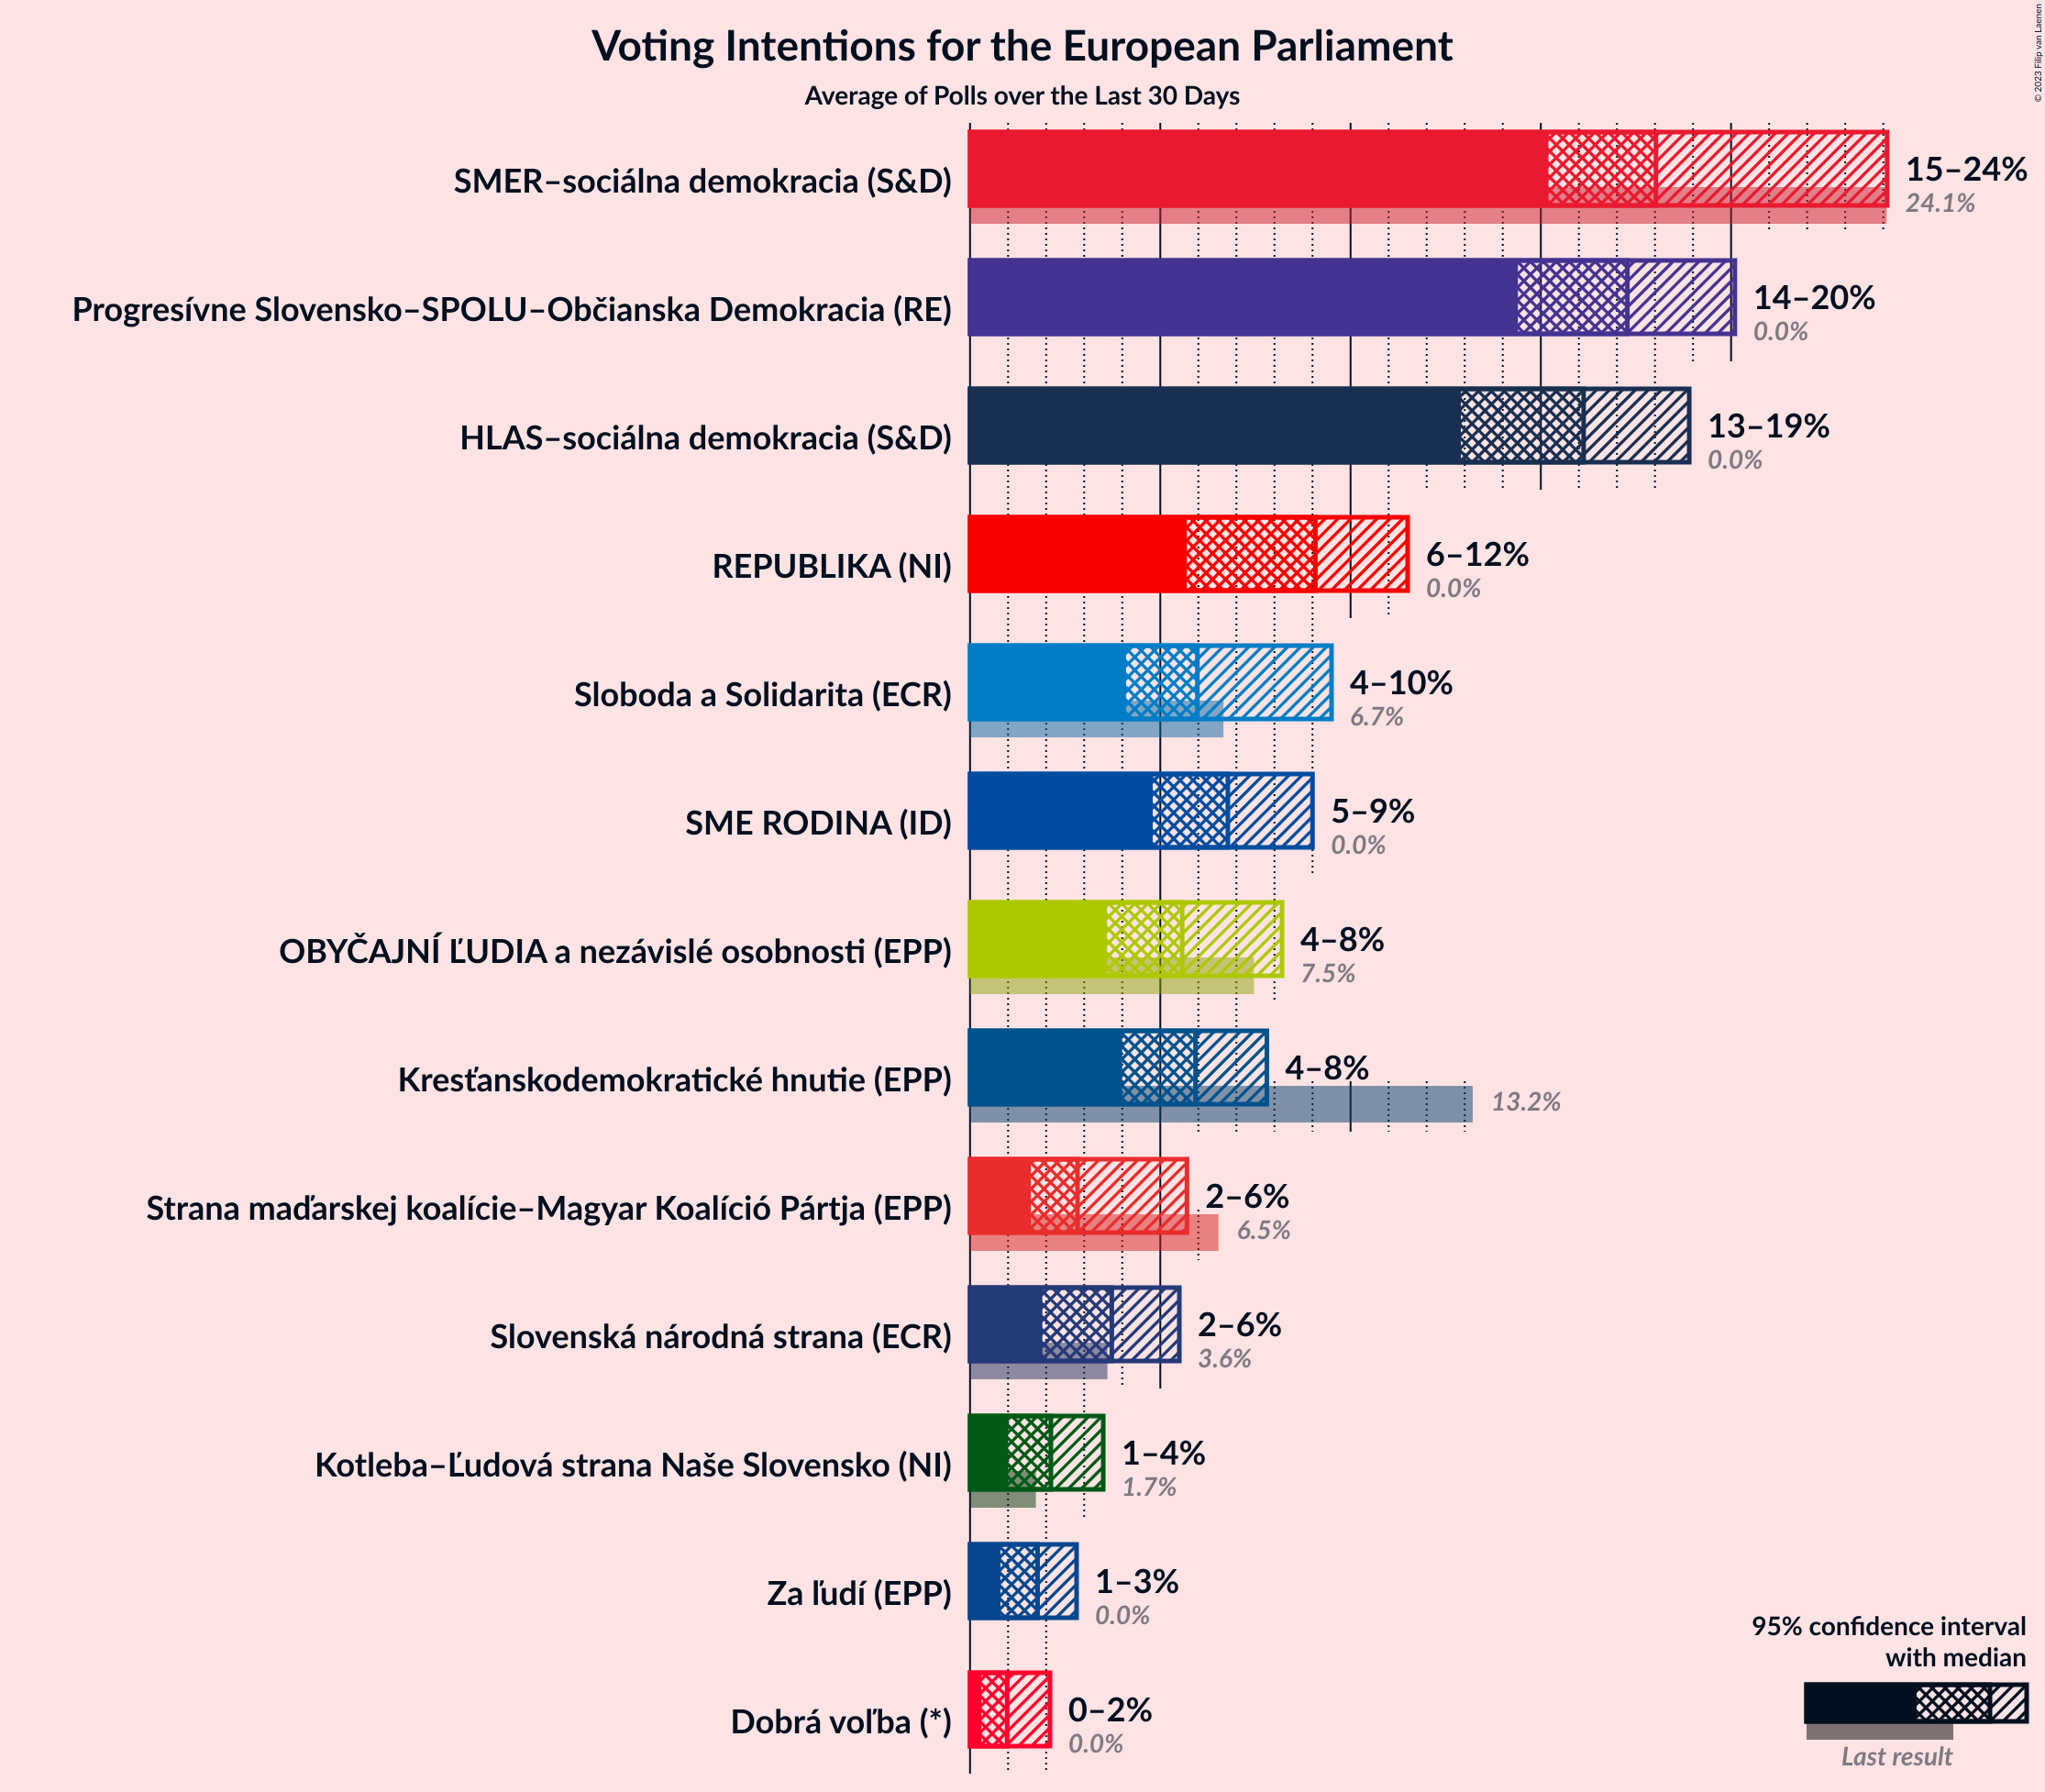 Voting Intentions for the European Parliament
Average of Polls over the Last 30 Days
© 2023 Filip van Laenen
SMER–sociálna demokracia (S&D)
15–24%
24.1%
Progresívne Slovensko–SPOLU–Občianska Demokracia (RE)
14–20%
0.0%
HLAS–sociálna demokracia (S&D)
13–19%
0.0%
REPUBLIKA (NI)
6–12%
0.0%
Sloboda a Solidarita (ECR)
4–10%
6.7%
SME RODINA (ID)
5–9%
0.0%
OBYČAJNÍ ĽUDIA a nezávislé osobnosti (EPP)
4–8%
7.5%
Kresťanskodemokratické hnutie (EPP)
4–8%
13.2%
Strana maďarskej koalície–Magyar Koalíció Pártja (EPP)
2–6%
6.5%
Slovenská národná strana (ECR)
2–6%
3.6%
Kotleba–Ľudová strana Naše Slovensko (NI)
1–4%
1.7%
Za ľudí (EPP)
1–3%
0.0%
Dobrá voľba (*)
0–2%
0.0%
95% confidence interval
with median
Last result